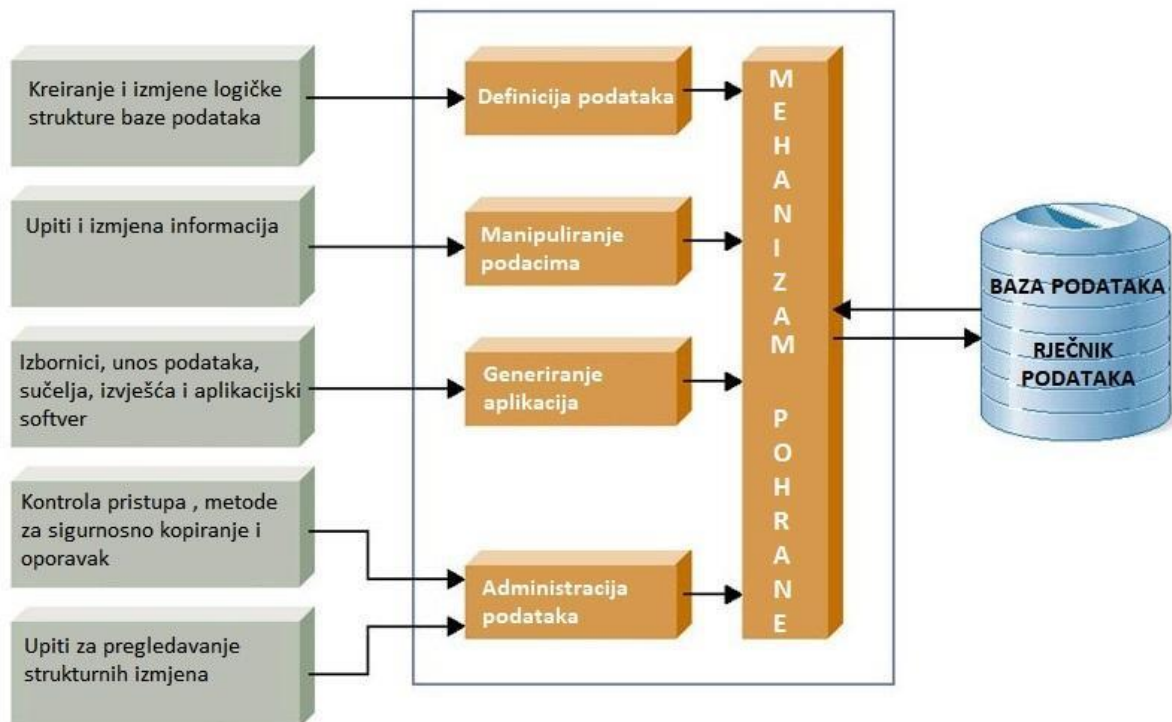 Kreiranje i izmjene logičke
strukture baze podataka
Definicija podataka
Upiti i izmjena informacija
Manipuliranje
podacima
Izbornici, unos podataka,
sučelja, izvješća i aplikacijski
softver
Generiranje
aplikacija
Kontrola pristupa , metode
za sigurnosno kopiranje i
oporavak
Administracija
podataka
Upiti za pregledavanje
strukturnih izmjena
MEHANIZAM POHRANE
BAZA PODATAKA
RJEČNIK
PODATAKA